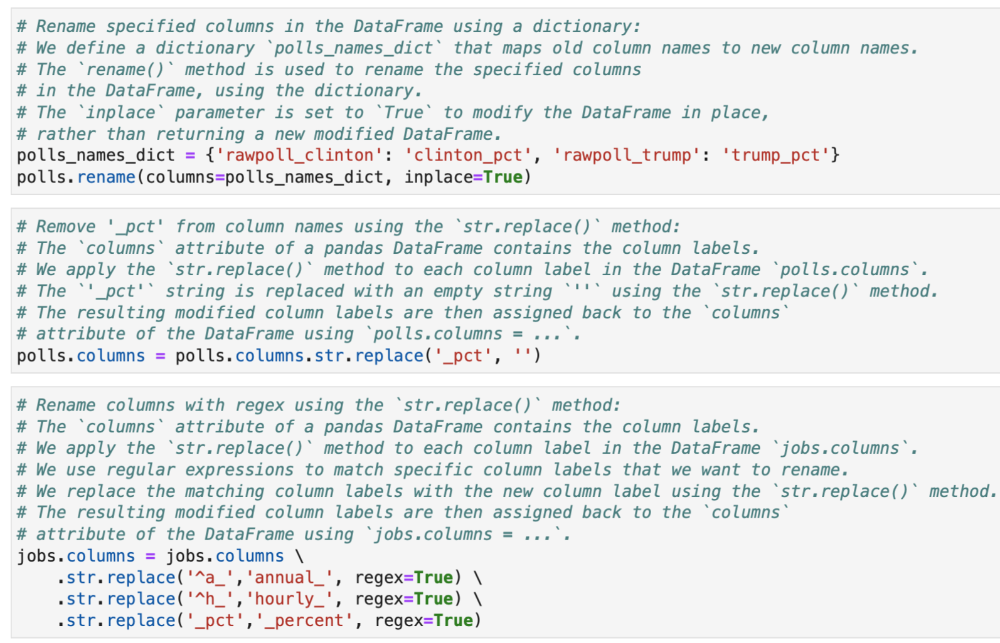 # Rename specified columns in the DataFrame using a dictionary:
# We define a dictionary `polls_names_dict` that maps old column names to new column names.
# The `rename()` method is used to rename the specified columns
# in the DataFrame, using the dictionary.
# The `inplace` parameter is set to `True` to modify the DataFrame in place,
# rather than returning a new modified DataFrame.
polls_names_dict = {'rawpoll_clinton': 'clinton_pct', 'rawpoll_trump': 'trump_pct'}
polls.rename(columns=polls_names_dict, inplace=True)
# Remove '_pct' from column names using the `str.replace()` method:
# The `columns` attribute of a pandas DataFrame contains the column labels.
# We apply the `str.replace()` method to each column label in the DataFrame `polls.columns`.
# The `'_pct'` string is replaced with an empty string `''` using the `str.replace()` method.
# The resulting modified column labels are then assigned back to the `columns`
# attribute of the DataFrame using `polls.columns = ...`.
polls.columns = polls.columns.str.replace('_pct', '')
# Rename columns with regex using the `str.replace()` method:
# The `columns` attribute of a pandas DataFrame contains the column labels.
# We apply the `str.replace()` method to each column label in the DataFrame `jobs.columns`.
# We use regular expressions to match specific column labels that we want to rename.
# We replace the matching column labels with the new column label using the `str.replace()` method.
# The resulting modified column labels are then assigned back to the `columns`
# attribute of the DataFrame using `jobs.columns = ...`.
jobs.columns = jobs.columns \
    .str.replace('^a_','annual_', regex=True) \
    .str.replace('^h_','hourly_', regex=True) \
    .str.replace('_pct','_percent', regex=True)